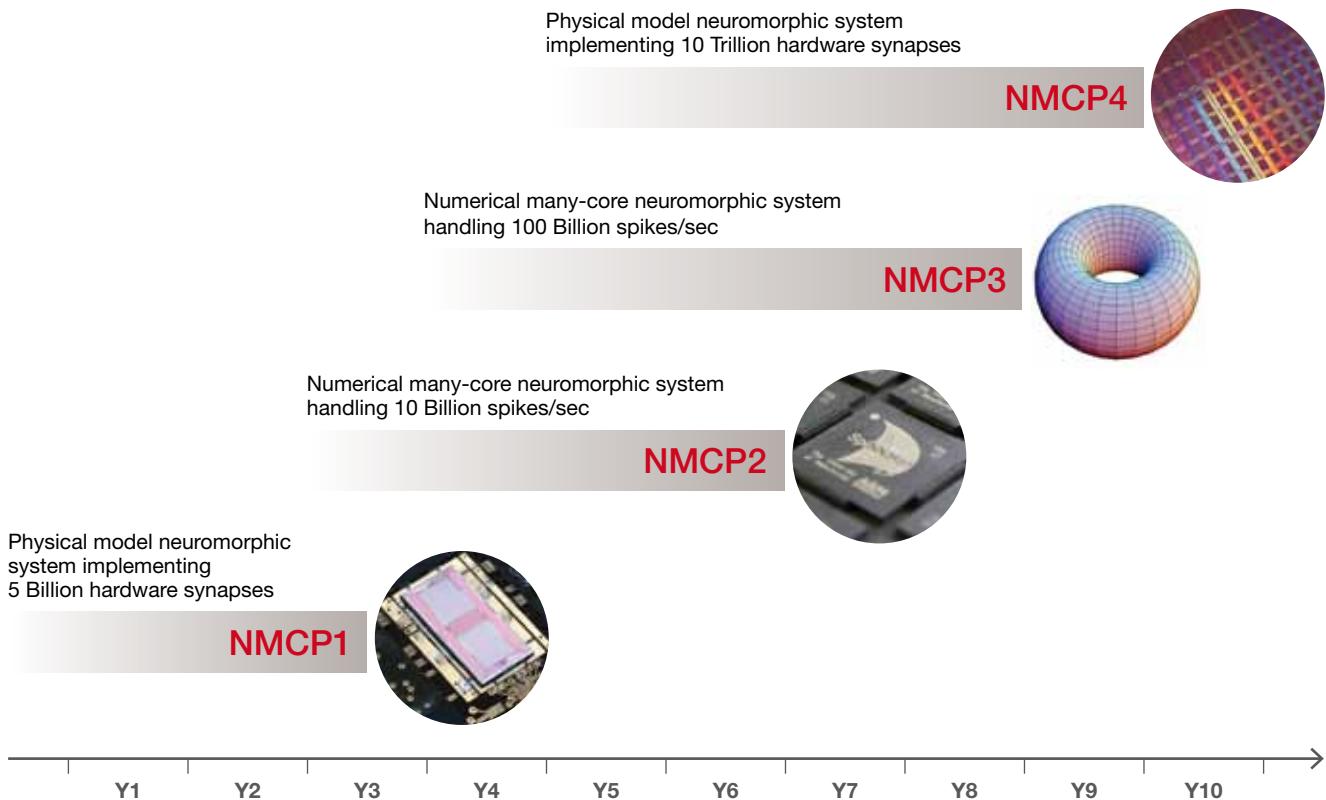 Physical model neuromorphic system
implementing 10 Trillion hardware synapses
NMCP4
Numerical many-core neuromorphic system
handling 100 Billion spikes/sec
NMCP3
Numerical many-core neuromorphic system
handling 10 Billion spikes/sec
NMCP2
Physical model neuromorphic
system implementing
5 Billion hardware synapses
NMCP1
Y1 Y2 Y3 Y4 Y5 Y6 Y7 Y8 Y9 Y10